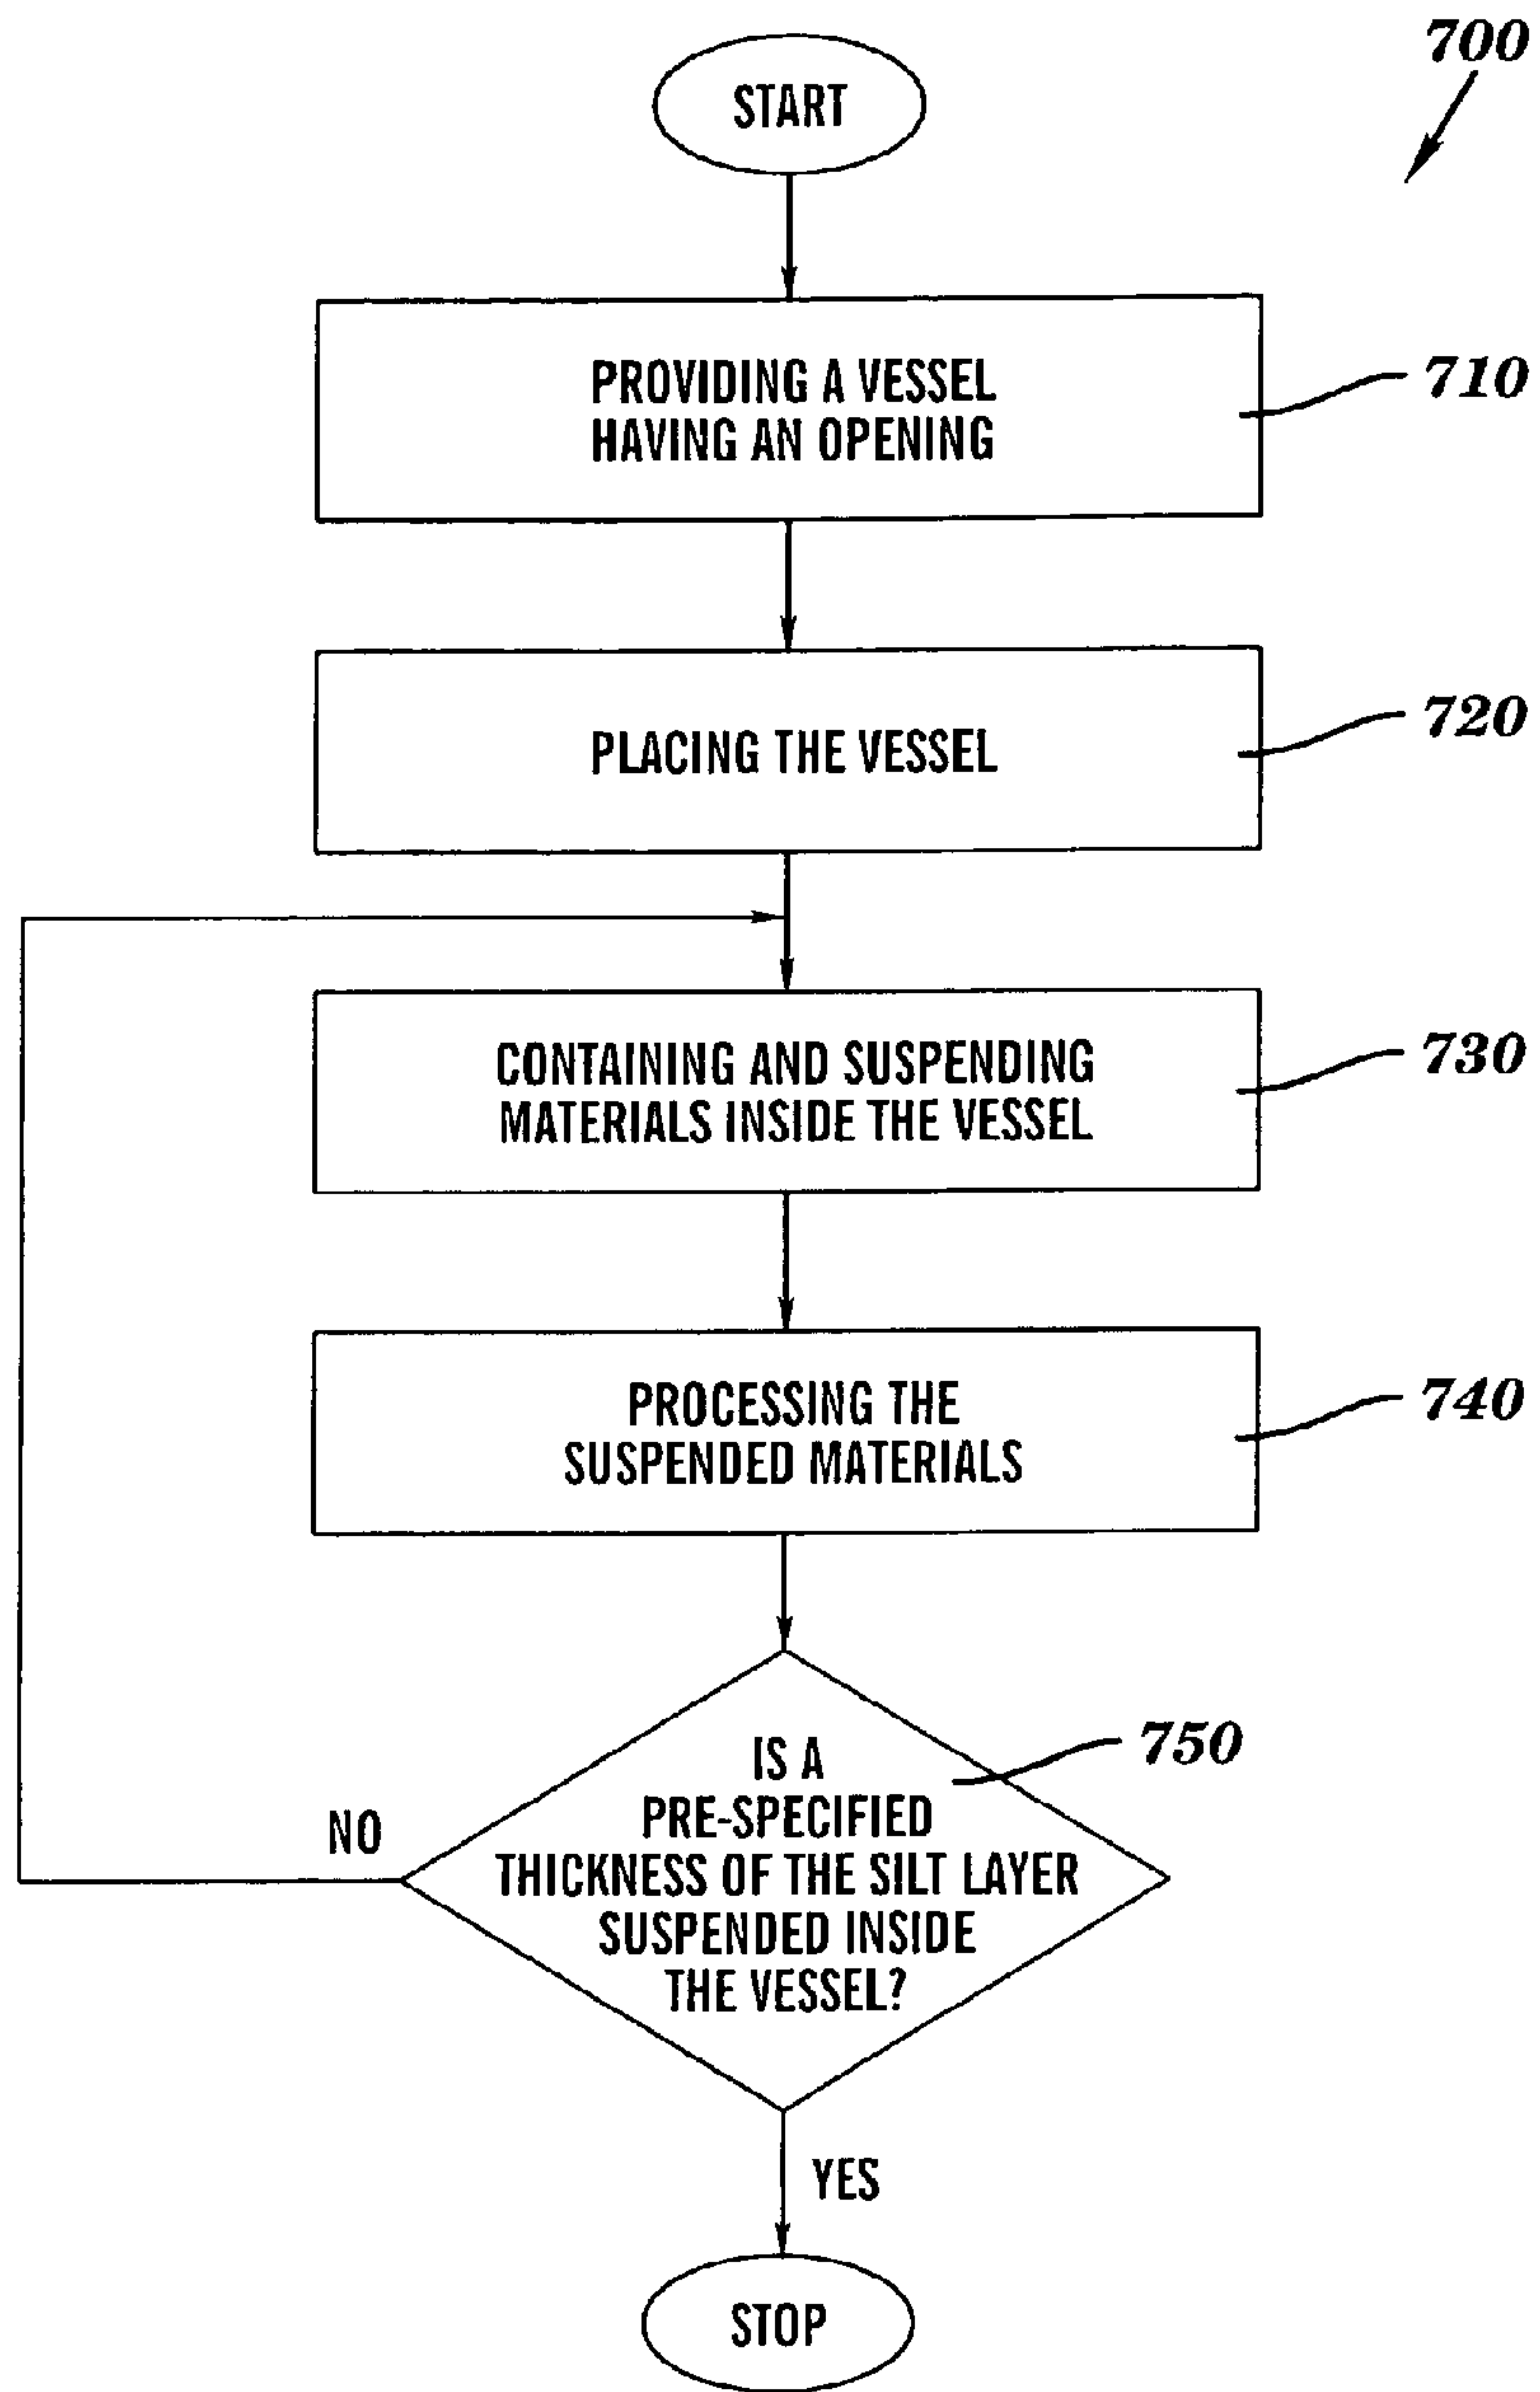 700
START
PROVIDING A VESSEL
HAVING AN OPENING
710
PLACING THE VESSEL
720
CONTAINING AND SUSPENDING
MATERIALS INSIDE THE VESSEL
730
PROCESSING THE
SUSPENDED MATERIALS
740
IS A
PRE-SPECIFIED
THICKNESS OF THE SILT LAYER
SUSPENDED INSIDE
THE VESSEL?
750
NO
YES
STOP